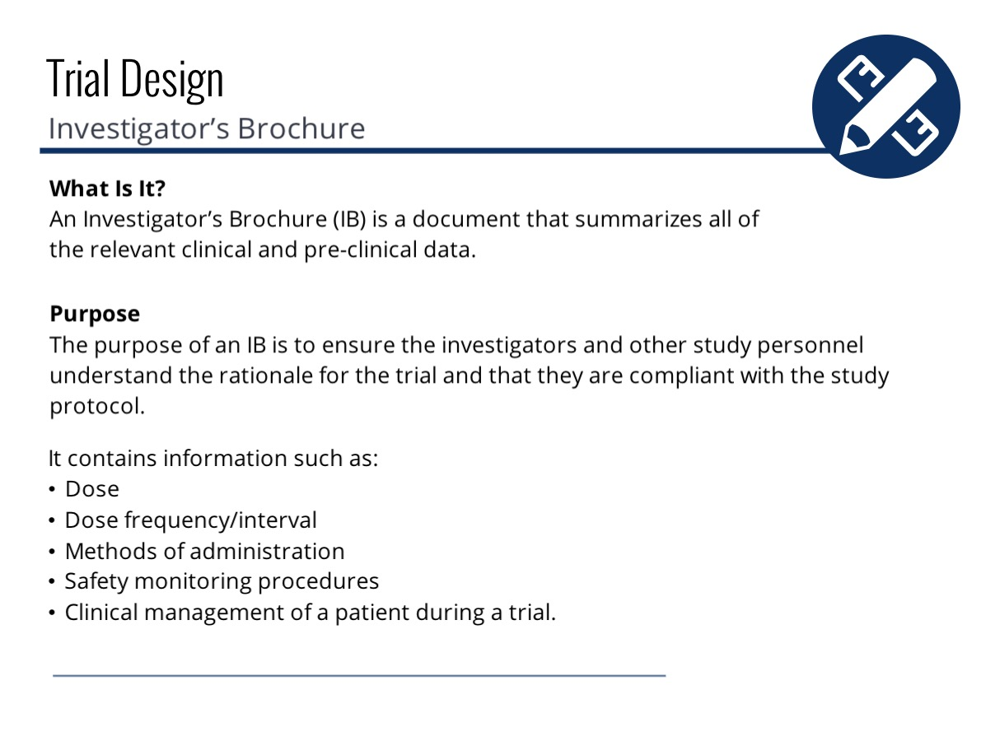 Trial Design
Investigator’s Brochure
What Is It?
An Investigator’s Brochure (IB) is a document that summarizes all of
the relevant clinical and pre-clinical data.
Purpose
The purpose of an IB is to ensure the investigators and other study personnel
understand the rationale for the trial and that they are compliant with the study
protocol.
It contains information such as:
• Dose
• Dose frequency/interval
• Methods of administration
• Safety monitoring procedures
• Clinical management of a patient during a trial.